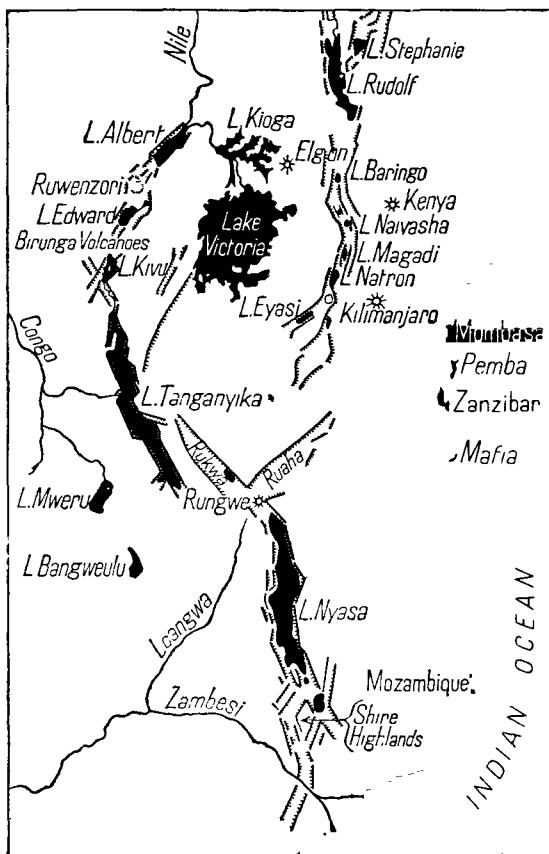 Nile
L.Stephanie
L.Rudolf
L.Albert
L.Kioga
Elgon
L.Baringo
Ruwenzori
Kenya
L.Edward
Lake
Victoria
L Naivasha
Birunga Volcanoes
L.Magadi
L.Kivu
L Natron
L.Eyasi
Kilimanjaro
Congo
Mombasa
Pemba
L.Tanganyika
Zanzibar
Rukwa
Ruaha
Mafia
L.Mweru
Rungwe
L Bangweulu
L.Nyasa
Loangwa
Mozambique
Zambesi
Shire
Highlands
INDIAN OCEAN